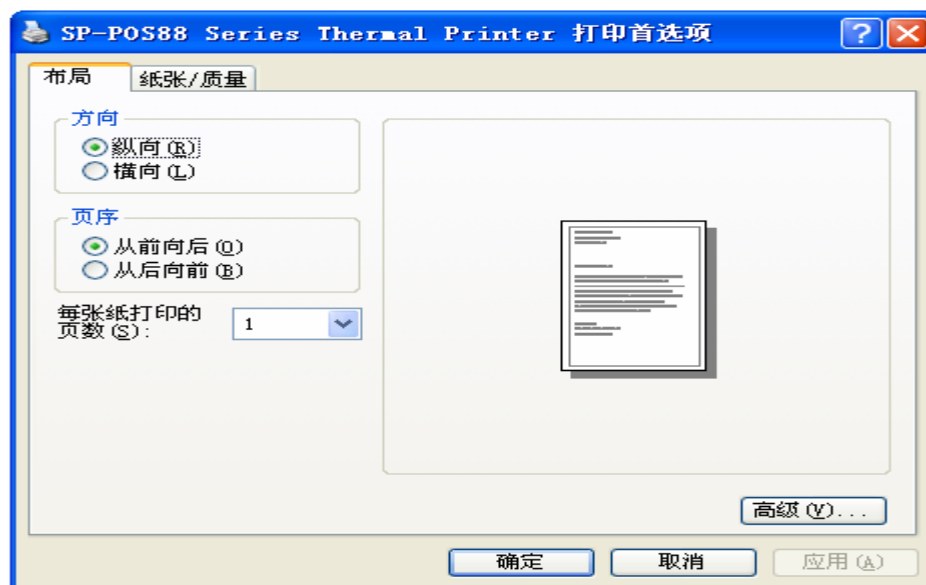 SP-POS88 Series Thermal Printer 打印首选项
布局
纸张/质量
方向
纵向(R)
横向(L)
页序
从前向后(O)
从后向前(B)
每张纸打印的
页数(S):
1
高级(V)...
确定
取消
应用(A)